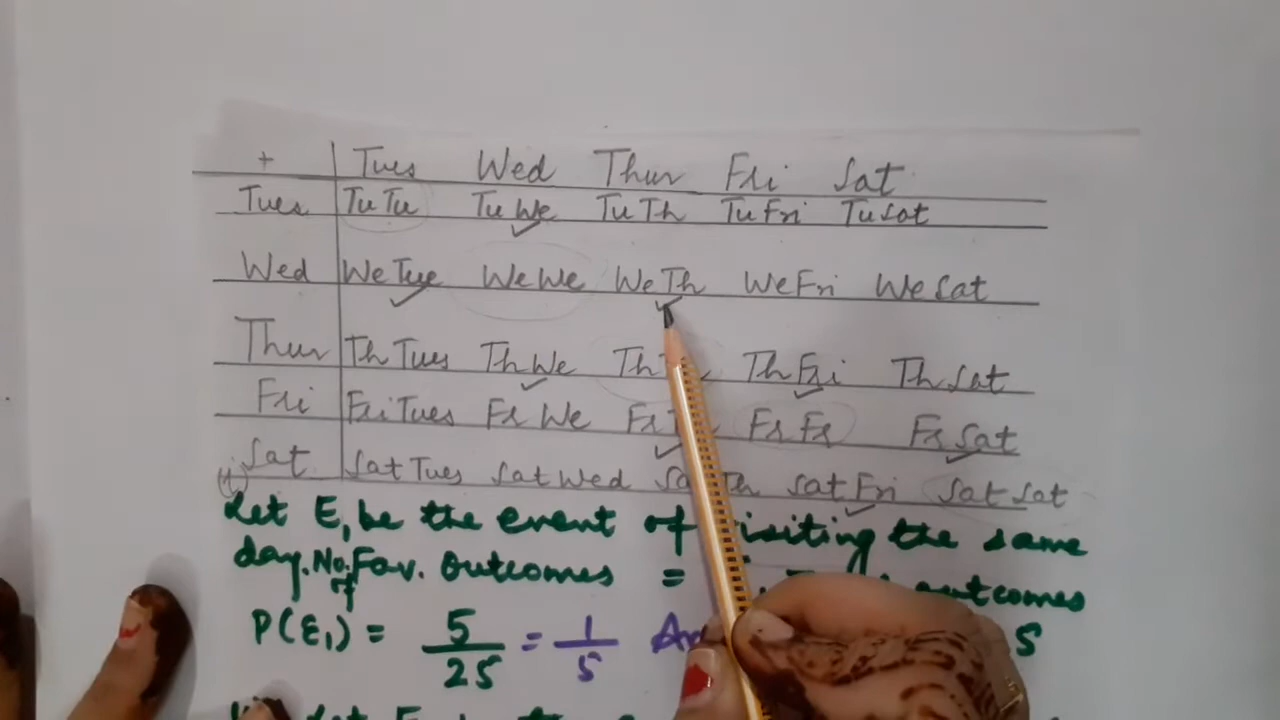 + Tues Wed Thur Fri Sat
Tues TuTu TuWe TuTh TuFri TuSat
Wed WeTue WeWe WeTh WeFri WeSat
Thur ThTues ThWe ThFri ThSat
Fri FriTues FrWe FrFr FrSat
Sat SatTues SatWed SatFri SatSat
Let E1 be the event of the same
day. No. of Fav. outcomes = outcomes
P(E1) = 5/25 = 1/5 5